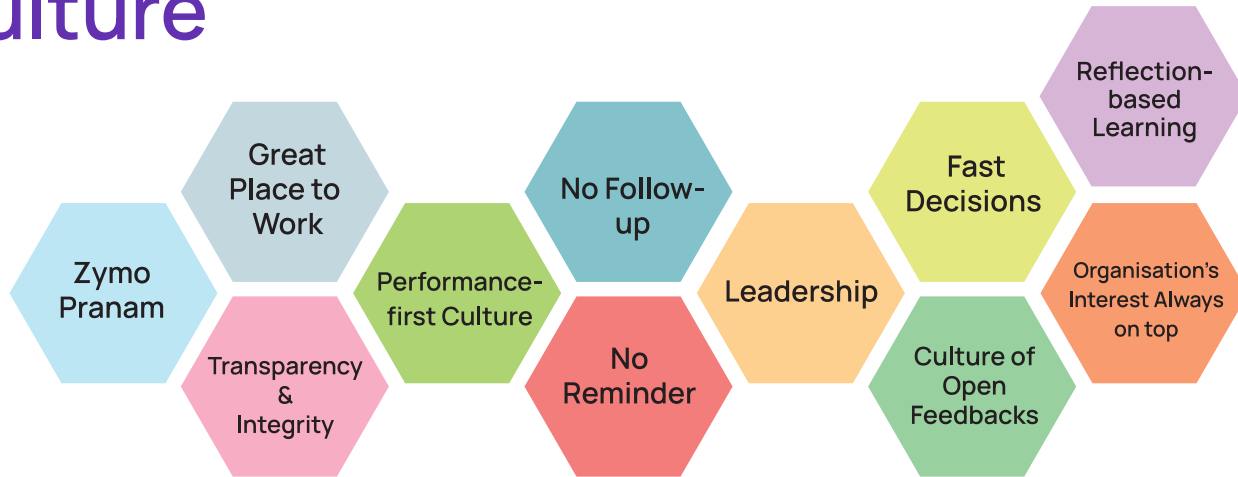 ulture
Reflection-
based
Learning
Great
Place to
Work
No Follow-
up
Fast
Decisions
Zymo
Pranam
Performance-
first Culture
Leadership
Organisation's
Interest Always
on top
Transparency
&
Integrity
No
Reminder
Culture of
Open
Feedbacks